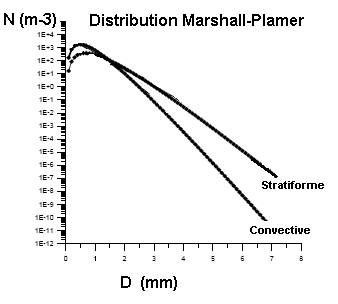 N (m-3) Distribution Marshall-Plamer
1E+4
1E+3
1E+2
1E+1
1E+0
1E-1
1E-2
1E-3
1E-4
1E-5
1E-6
1E-7
1E-8
1E-9
1E-10
1E-11
1E-12
Stratiforme
Convective
0 1 2 3 4 5 6 7 8
D (mm)